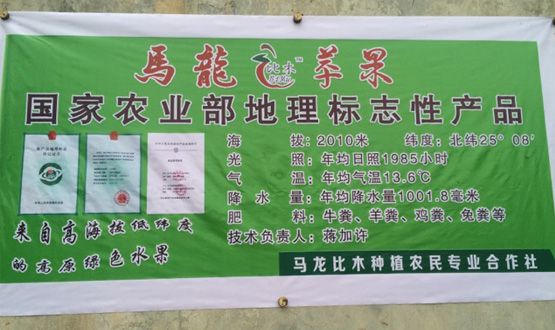 馬龍 比木 TM 苹果
国家农业部地理标志性产品
海拔：2010米 纬度：北纬25°08′
光照：年均日照1985小时
气温：年均气温13.6℃
降水量：年均降水量1001.8毫米
肥料：牛粪、羊粪、鸡粪、兔粪等
技术负责人：蒋加许
来自高海拔低纬度
的高原绿色水果
马龙比木种植农民专业合作社